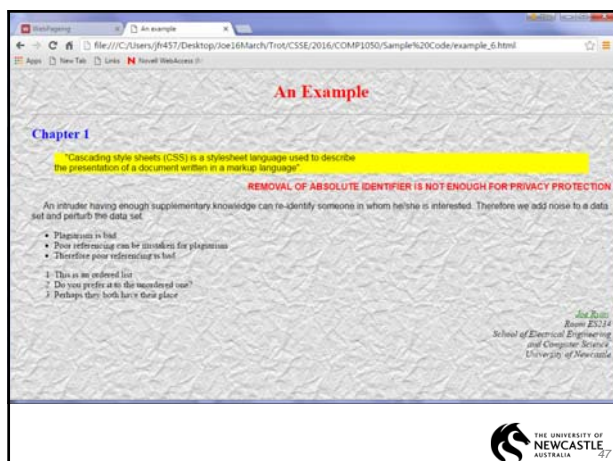 WebPageing
An example
file:///C:/Users/jfr457/Desktop/Joe16March/Trot/CSSE/2016/COMP1050/Sample%20Code/example_6.html
Apps New Tab Links Novell WebAccess
An Example
Chapter 1
"Cascading style sheets (CSS) is a stylesheet language used to describe
the presentation of a document written in a markup language".
REMOVAL OF ABSOLUTE IDENTIFIER IS NOT ENOUGH FOR PRIVACY PROTECTION
An intruder having enough supplementary knowledge can re-identify someone in whom he/she is interested. Therefore we add noise to a data
set and perturb the data set.
• Plagiarism is bad
• Poor referencing can be mistaken for plagiarism
• Therefore poor referencing is bad
1 This is an ordered list
2 Do you prefer it to the unordered one?
3 Perhaps they both have their place
Joe Ryan
Room ES234
School of Electrical Engineering
and Computer Science
University of Newcastle
THE UNIVERSITY OF
NEWCASTLE
AUSTRALIA
47